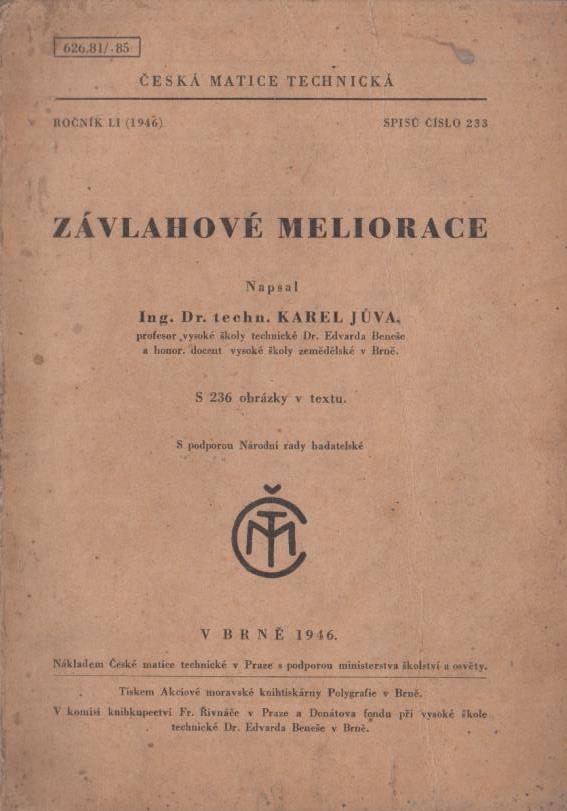 626.81/.85
ČESKÁ MATICE TECHNICKÁ
ROČNÍK LI (1946) SPISŮ ČÍSLO 233
ZÁVLAHOVÉ MELIORACE
Napsal
Ing. Dr. techn. KAREL JŮVA,
profesor vysoké školy technické Dr. Edvarda Beneše
a honor. docent vysoké školy zemědělské v Brně.
S 236 obrázky v textu.
S podporou Národní rady badatelské
ČMT
V BRNĚ 1946.
Nákladem České matice technické v Praze s podporou ministerstva školství a osvěty.
Tiskem Akciové moravské knihtiskárny Polygrafie v Brně.
V komisi knihkupectví Fr. Řivnáče v Praze a Donátova fondu při vysoké škole
technické Dr. Edvarda Beneše v Brně.